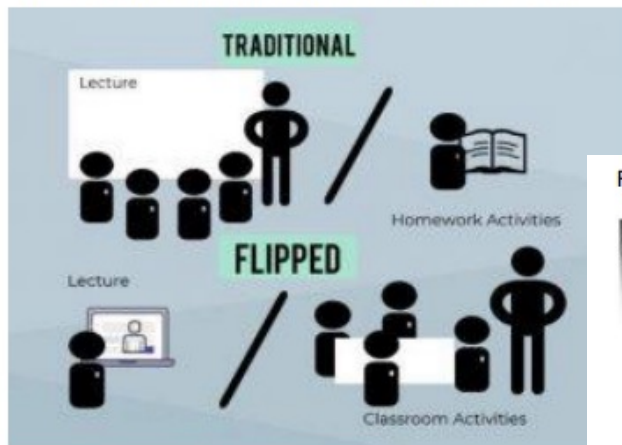 TRADITIONAL
Lecture
Homework Activities
FLIPPED
Lecture
Classroom Activities